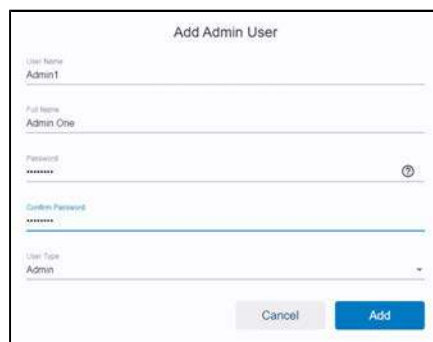 Add Admin User
User Name
Admin1
Full Name
Admin One
Password
••••••••
Confirm Password
••••••••
User Type
Admin
Cancel
Add